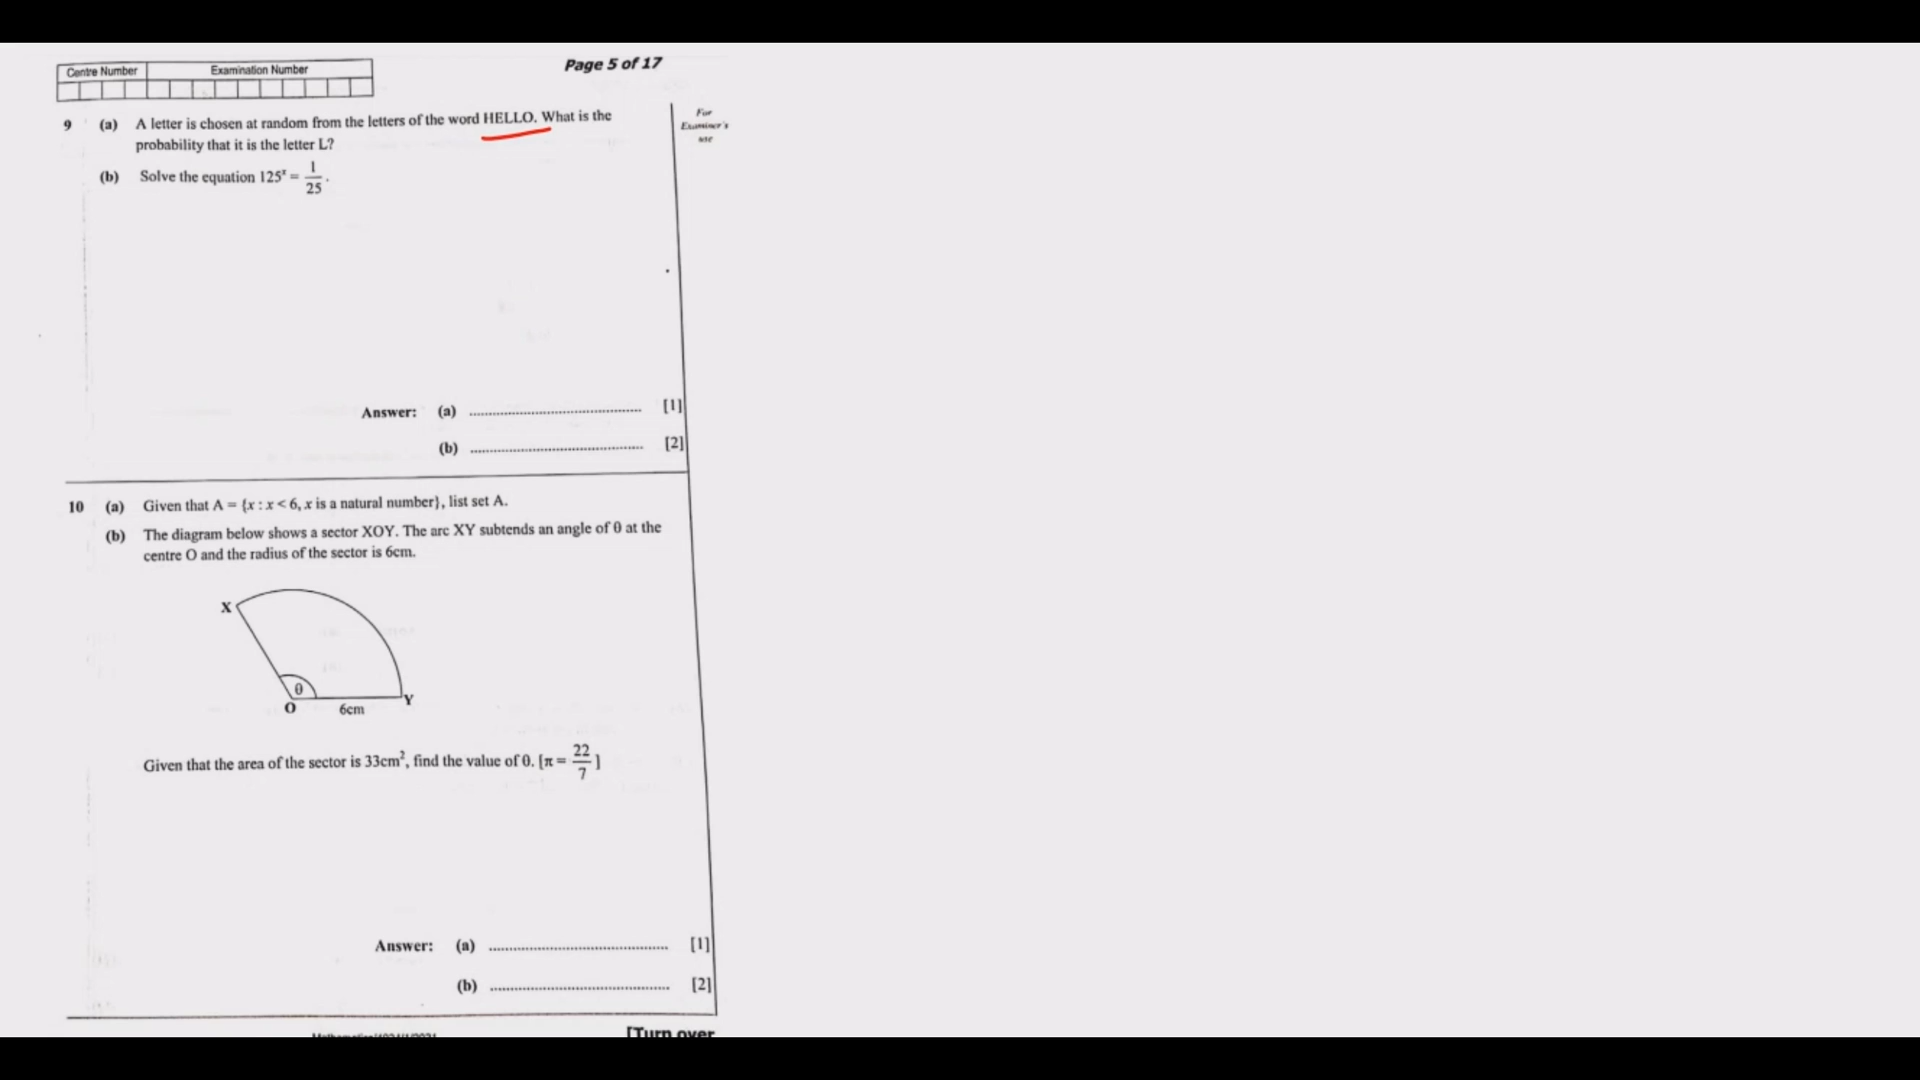 Centre Number Examination Number
Page 5 of 17
For
Examiner's
use
9 (a) A letter is chosen at random from the letters of the word HELLO. What is the
probability that it is the letter L?
(b) Solve the equation 125ˣ = 1/25.
Answer: (a) ........................................... [1]
(b) ........................................... [2]
10 (a) Given that A = {x : x < 6, x is a natural number}, list set A.
(b) The diagram below shows a sector XOY. The arc XY subtends an angle of θ at the
centre O and the radius of the sector is 6cm.
X
θ
O
6cm
Y
Given that the area of the sector is 33cm², find the value of θ. [π = 22/7]
Answer: (a) ............................................. [1]
(b) ............................................. [2]
[Turn over